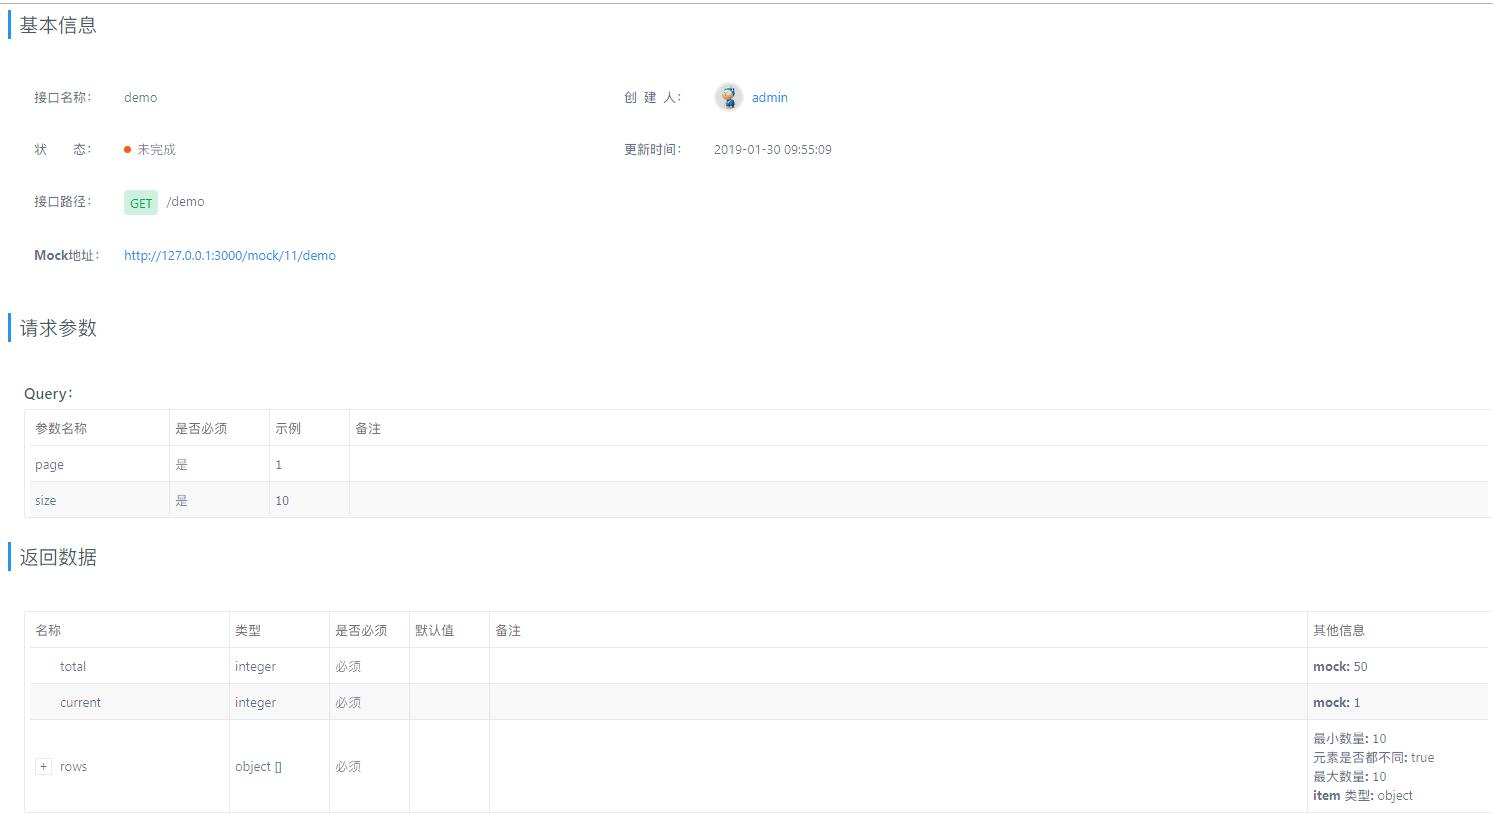 基本信息
接口名称： demo 创 建 人： admin
状 态： 未完成 更新时间： 2019-01-30 09:55:09
接口路径： GET /demo
Mock地址： http://127.0.0.1:3000/mock/11/demo
请求参数
Query：
参数名称 是否必须 示例 备注
page 是 1
size 是 10
返回数据
名称 类型 是否必须 默认值 备注 其他信息
total integer 必须 mock: 50
current integer 必须 mock: 1
+ rows object [] 必须 最小数量: 10
元素是否都不同: true
最大数量: 10
item 类型: object